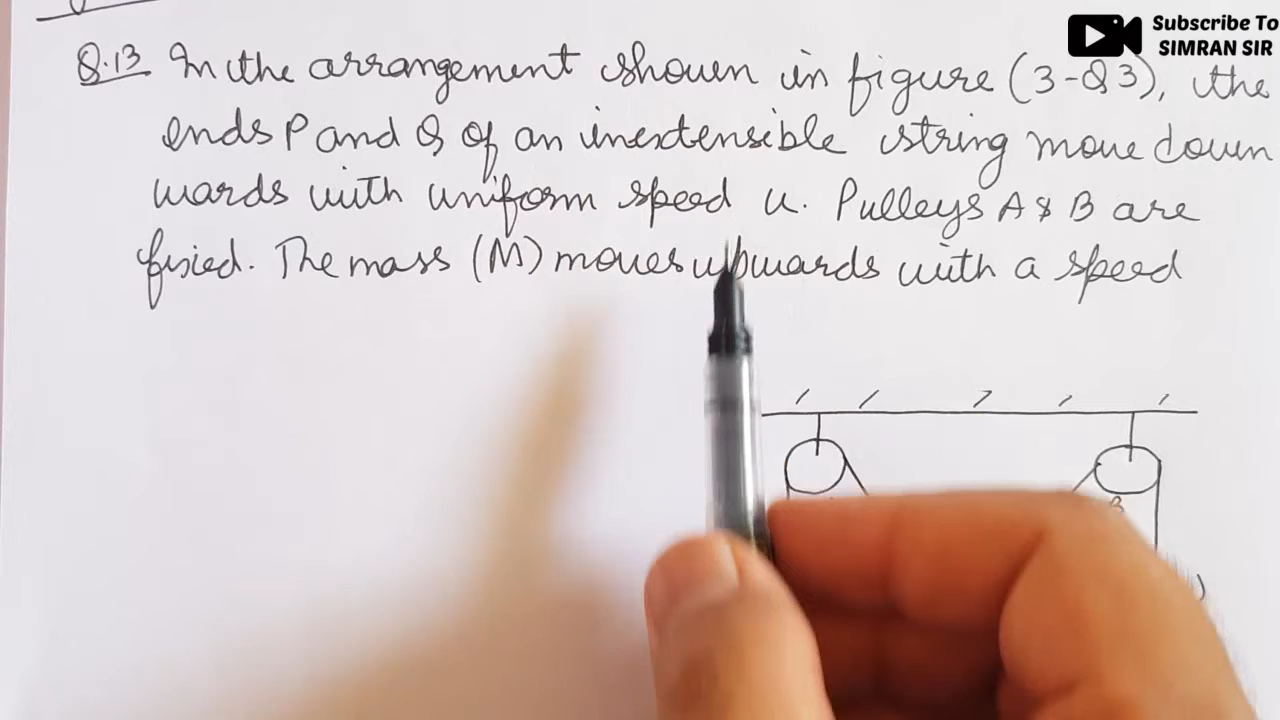 Subscribe To
SIMRAN SIR
Q.13 In the arrangement shown in figure (3-Q3), the
ends P and Q of an inextensible string move down
wards with uniform speed u. Pulleys A & B are
fixed. The mass (M) moves upwards with a speed
B